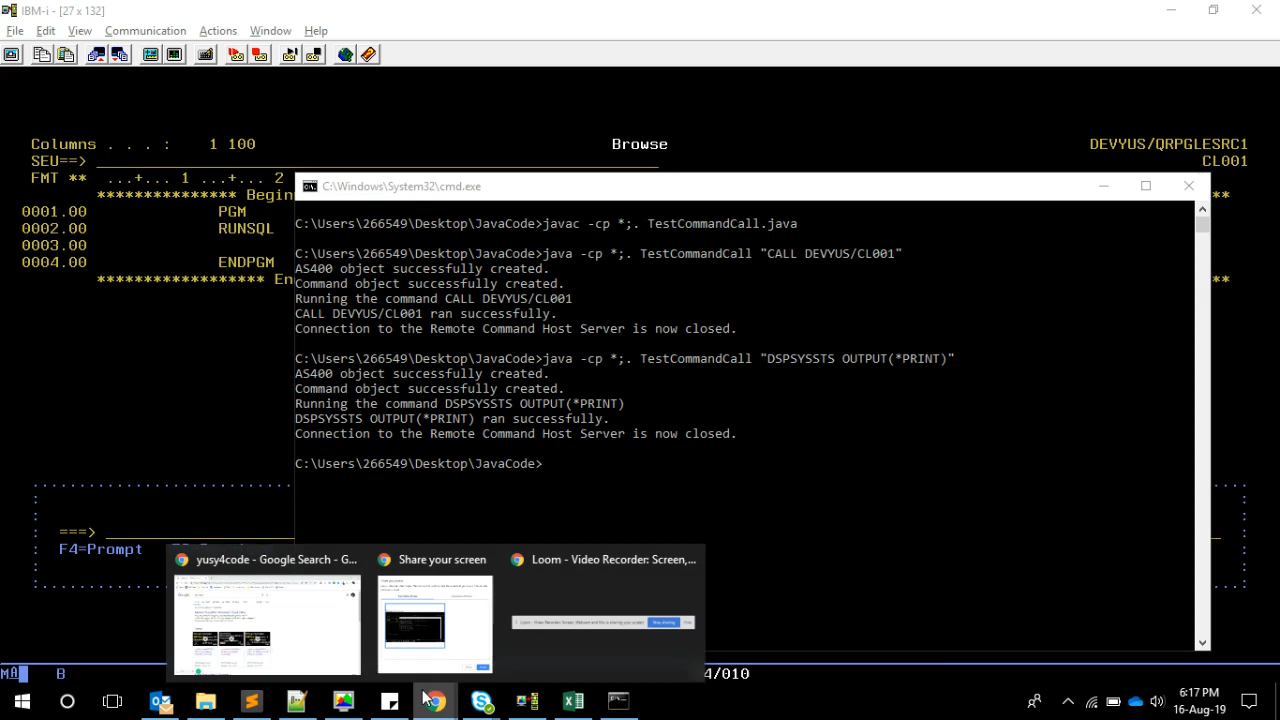 IBM-i - [27 x 132]
File Edit View Communication Actions Window Help
Columns . . . : 1 100 Browse DEVYUS/QRPGLESRC1
SEU==> CL001
FMT ** ...+... 1 ...+... 2
*************** Begin **
0001.00 PGM
0002.00 RUNSQL
0003.00
0004.00 ENDPGM
****************** En **
C:\Windows\System32\cmd.exe
C:\Users\266549\Desktop\JavaCode>javac -cp *;. TestCommandCall.java
C:\Users\266549\Desktop\JavaCode>java -cp *;. TestCommandCall "CALL DEVYUS/CL001"
AS400 object successfully created.
Command object successfully created.
Running the command CALL DEVYUS/CL001
CALL DEVYUS/CL001 ran successfully.
Connection to the Remote Command Host Server is now closed.
C:\Users\266549\Desktop\JavaCode>java -cp *;. TestCommandCall "DSPSYSSTS OUTPUT(*PRINT)"
AS400 object successfully created.
Command object successfully created.
Running the command DSPSYSSTS OUTPUT(*PRINT)
DSPSYSSTS OUTPUT(*PRINT) ran successfully.
Connection to the Remote Command Host Server is now closed.
C:\Users\266549\Desktop\JavaCode>
===>
F4=Prompt
yusy4code - Google Search - G...
Share your screen
Loom - Video Recorder: Screen,...
MA B 4/010
6:17 PM
16-Aug-19